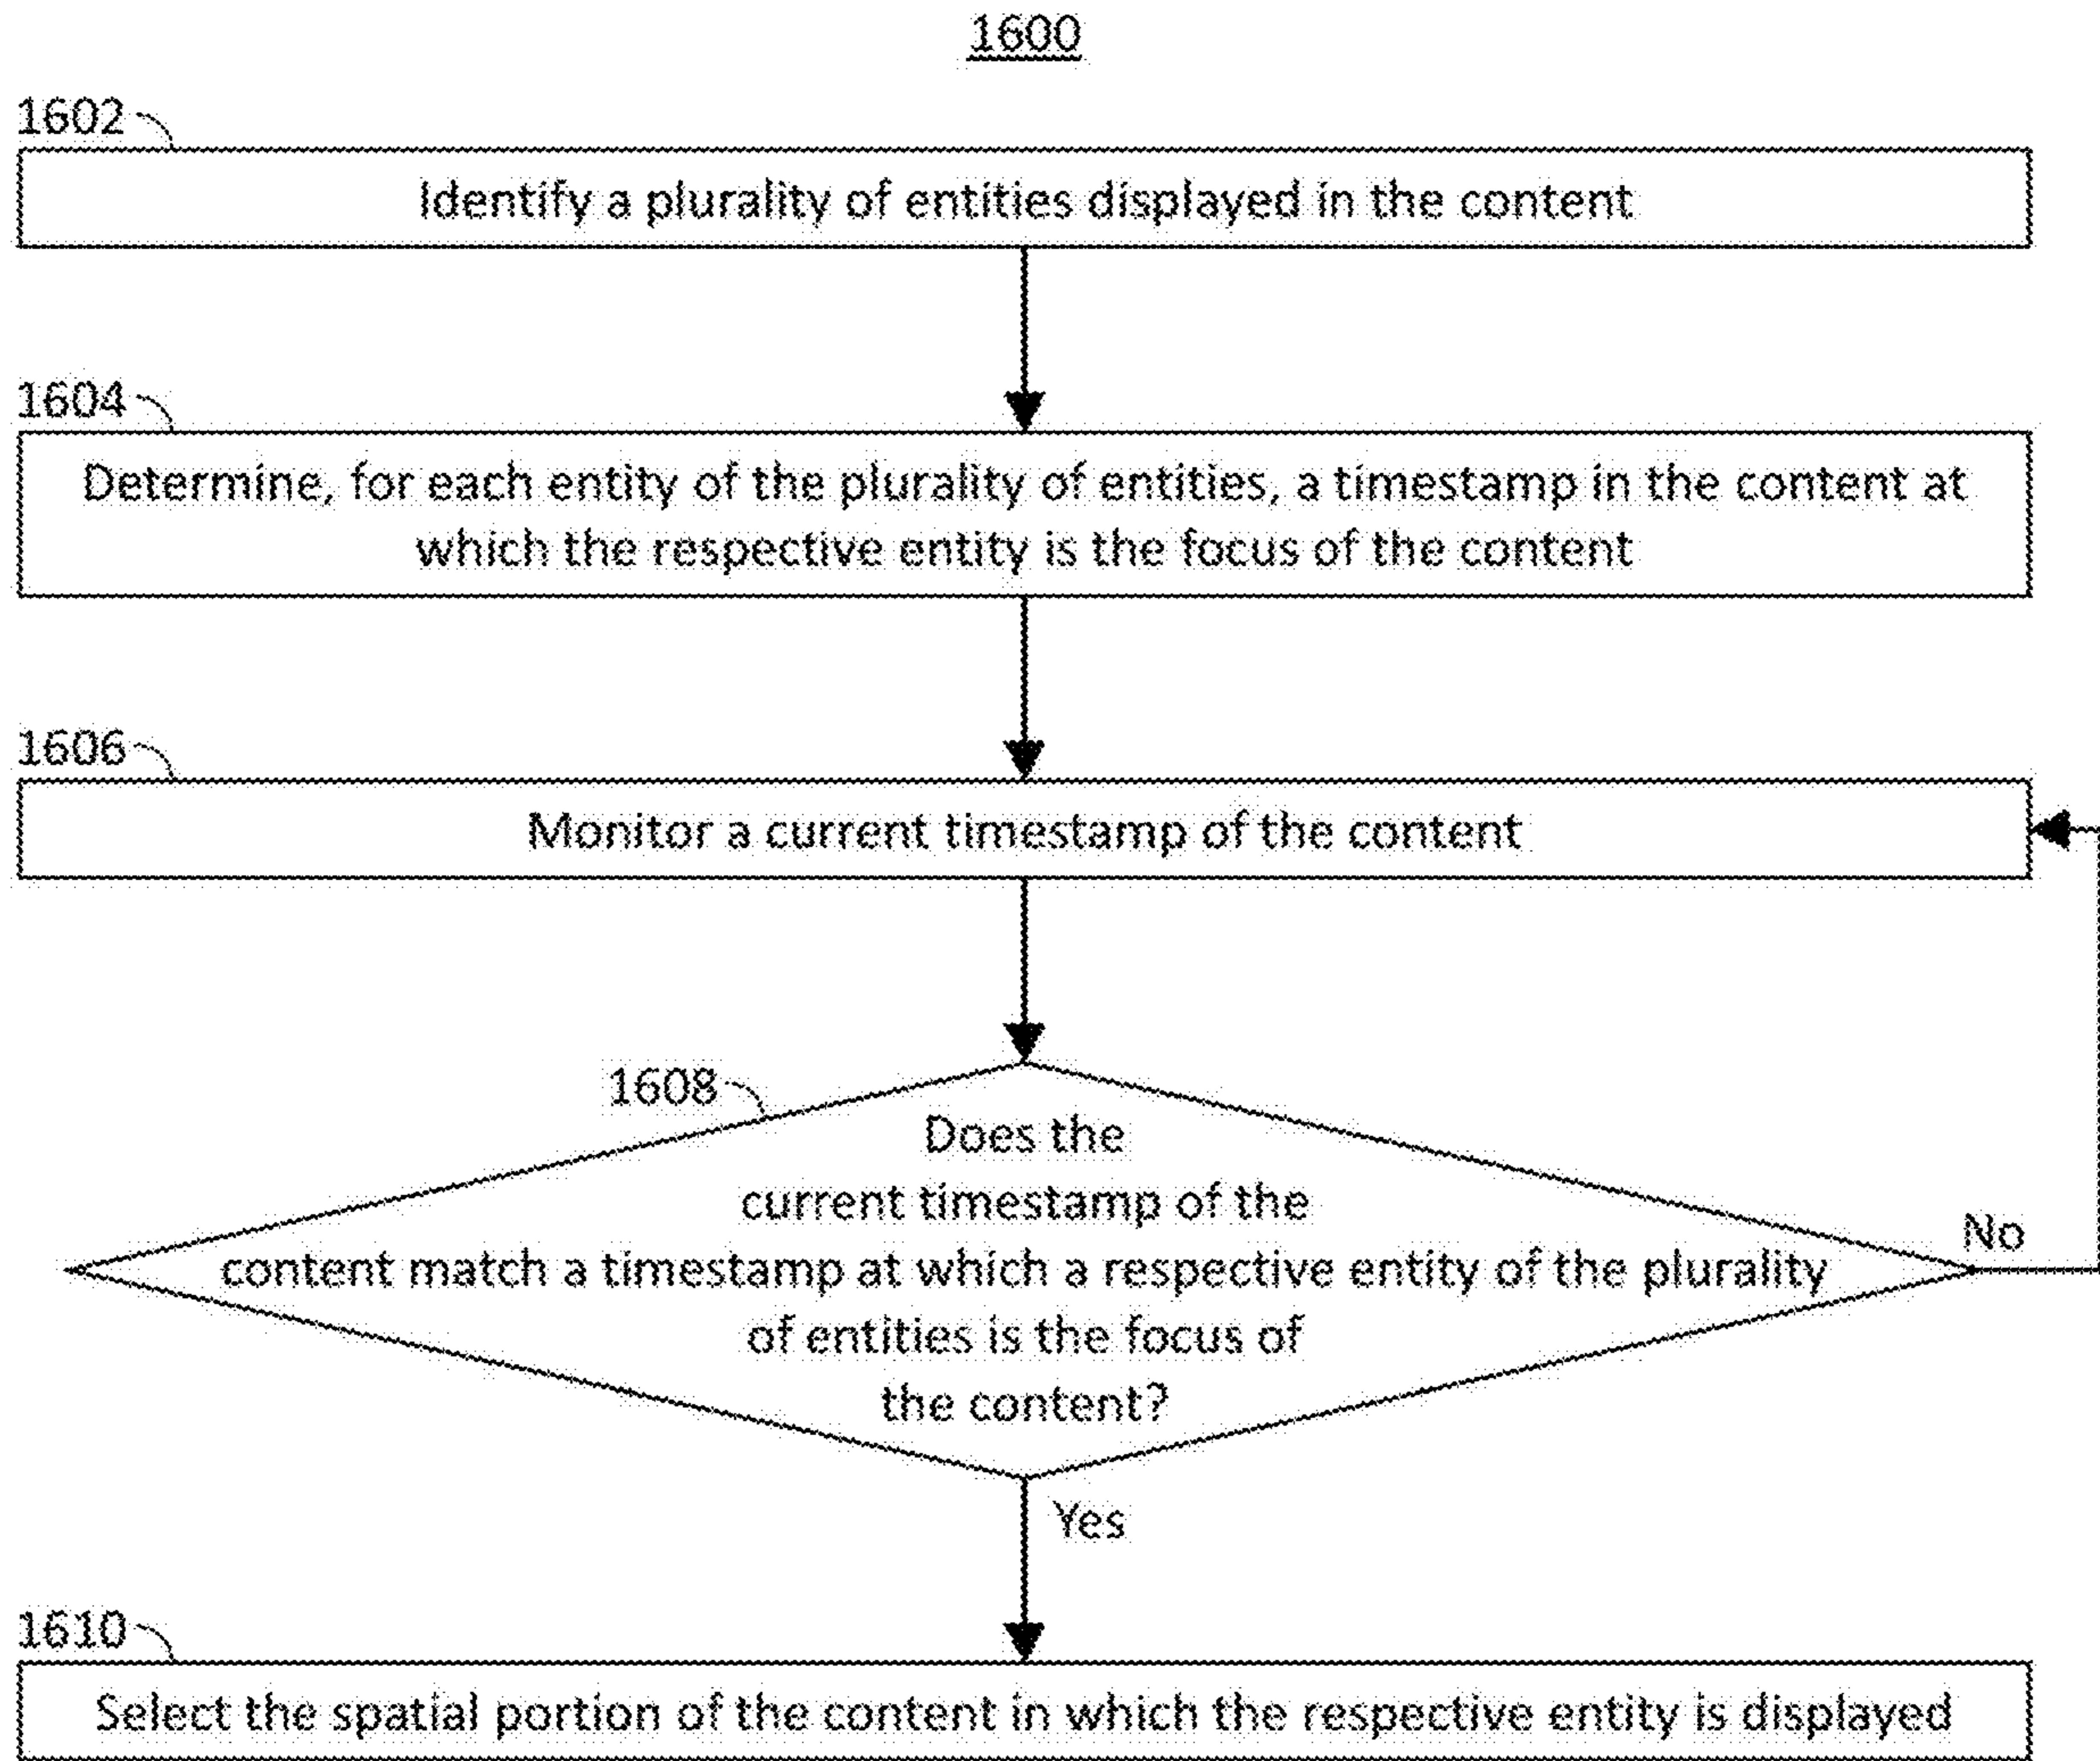 1600
1602
Identify a plurality of entities displayed in the content
1604
Determine, for each entity of the plurality of entities, a timestamp in the content at
which the respective entity is the focus of the content
1606
Monitor a current timestamp of the content
1608
Does the
current timestamp of the
content match a timestamp at which a respective entity of the plurality
of entities is the focus of
the content?
No
Yes
1610
Select the spatial portion of the content in which the respective entity is displayed